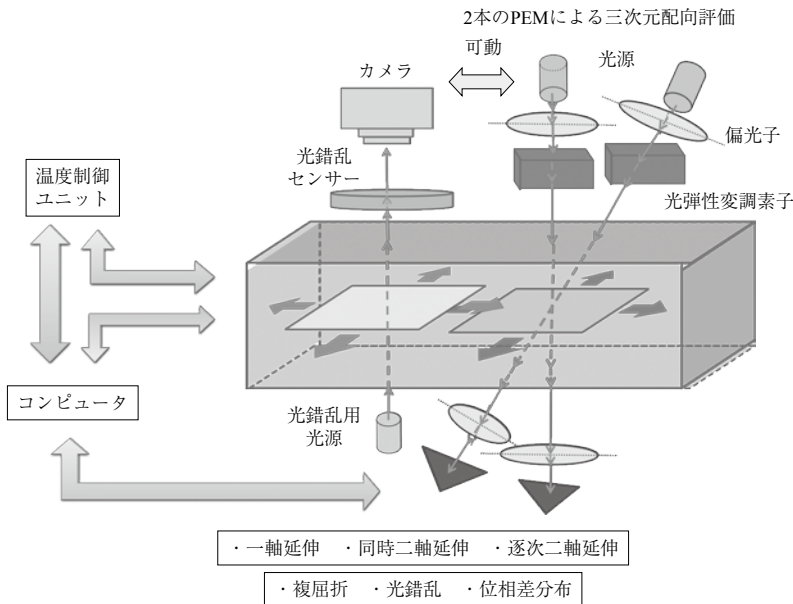 2本のPEMによる三次元配向評価
可動
光源
カメラ
偏光子
光錯乱
センサー
温度制御
ユニット
光弾性変調素子
コンピュータ
光錯乱用
光源
・一軸延伸 ・同時二軸延伸 ・逐次二軸延伸
・複屈折 ・光錯乱 ・位相差分布